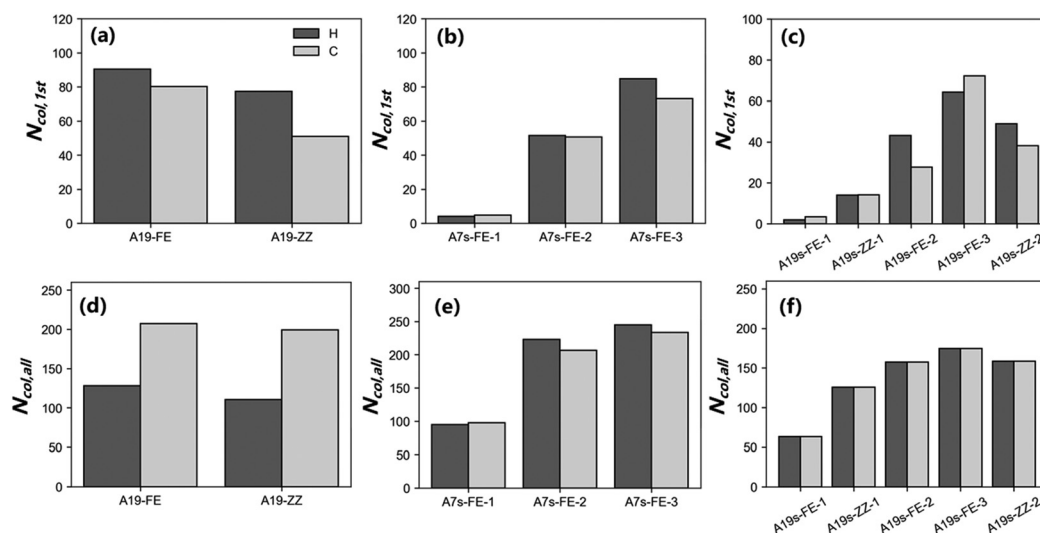 (a)
H
C
N_col,1st
120
100
80
60
40
20
0
A19-FE
A19-ZZ
(b)
N_col,1st
120
100
80
60
40
20
0
A7s-FE-1
A7s-FE-2
A7s-FE-3
(c)
N_col,1st
100
80
60
40
20
0
A19s-FE-1
A19s-ZZ-1
A19s-FE-2
A19s-FE-3
A19s-ZZ-2
(d)
N_col,all
250
200
150
100
50
0
A19-FE
A19-ZZ
(e)
N_col,all
300
250
200
150
100
50
0
A7s-FE-1
A7s-FE-2
A7s-FE-3
(f)
N_col,all
250
200
150
100
50
0
A19s-FE-1
A19s-ZZ-1
A19s-FE-2
A19s-FE-3
A19s-ZZ-2